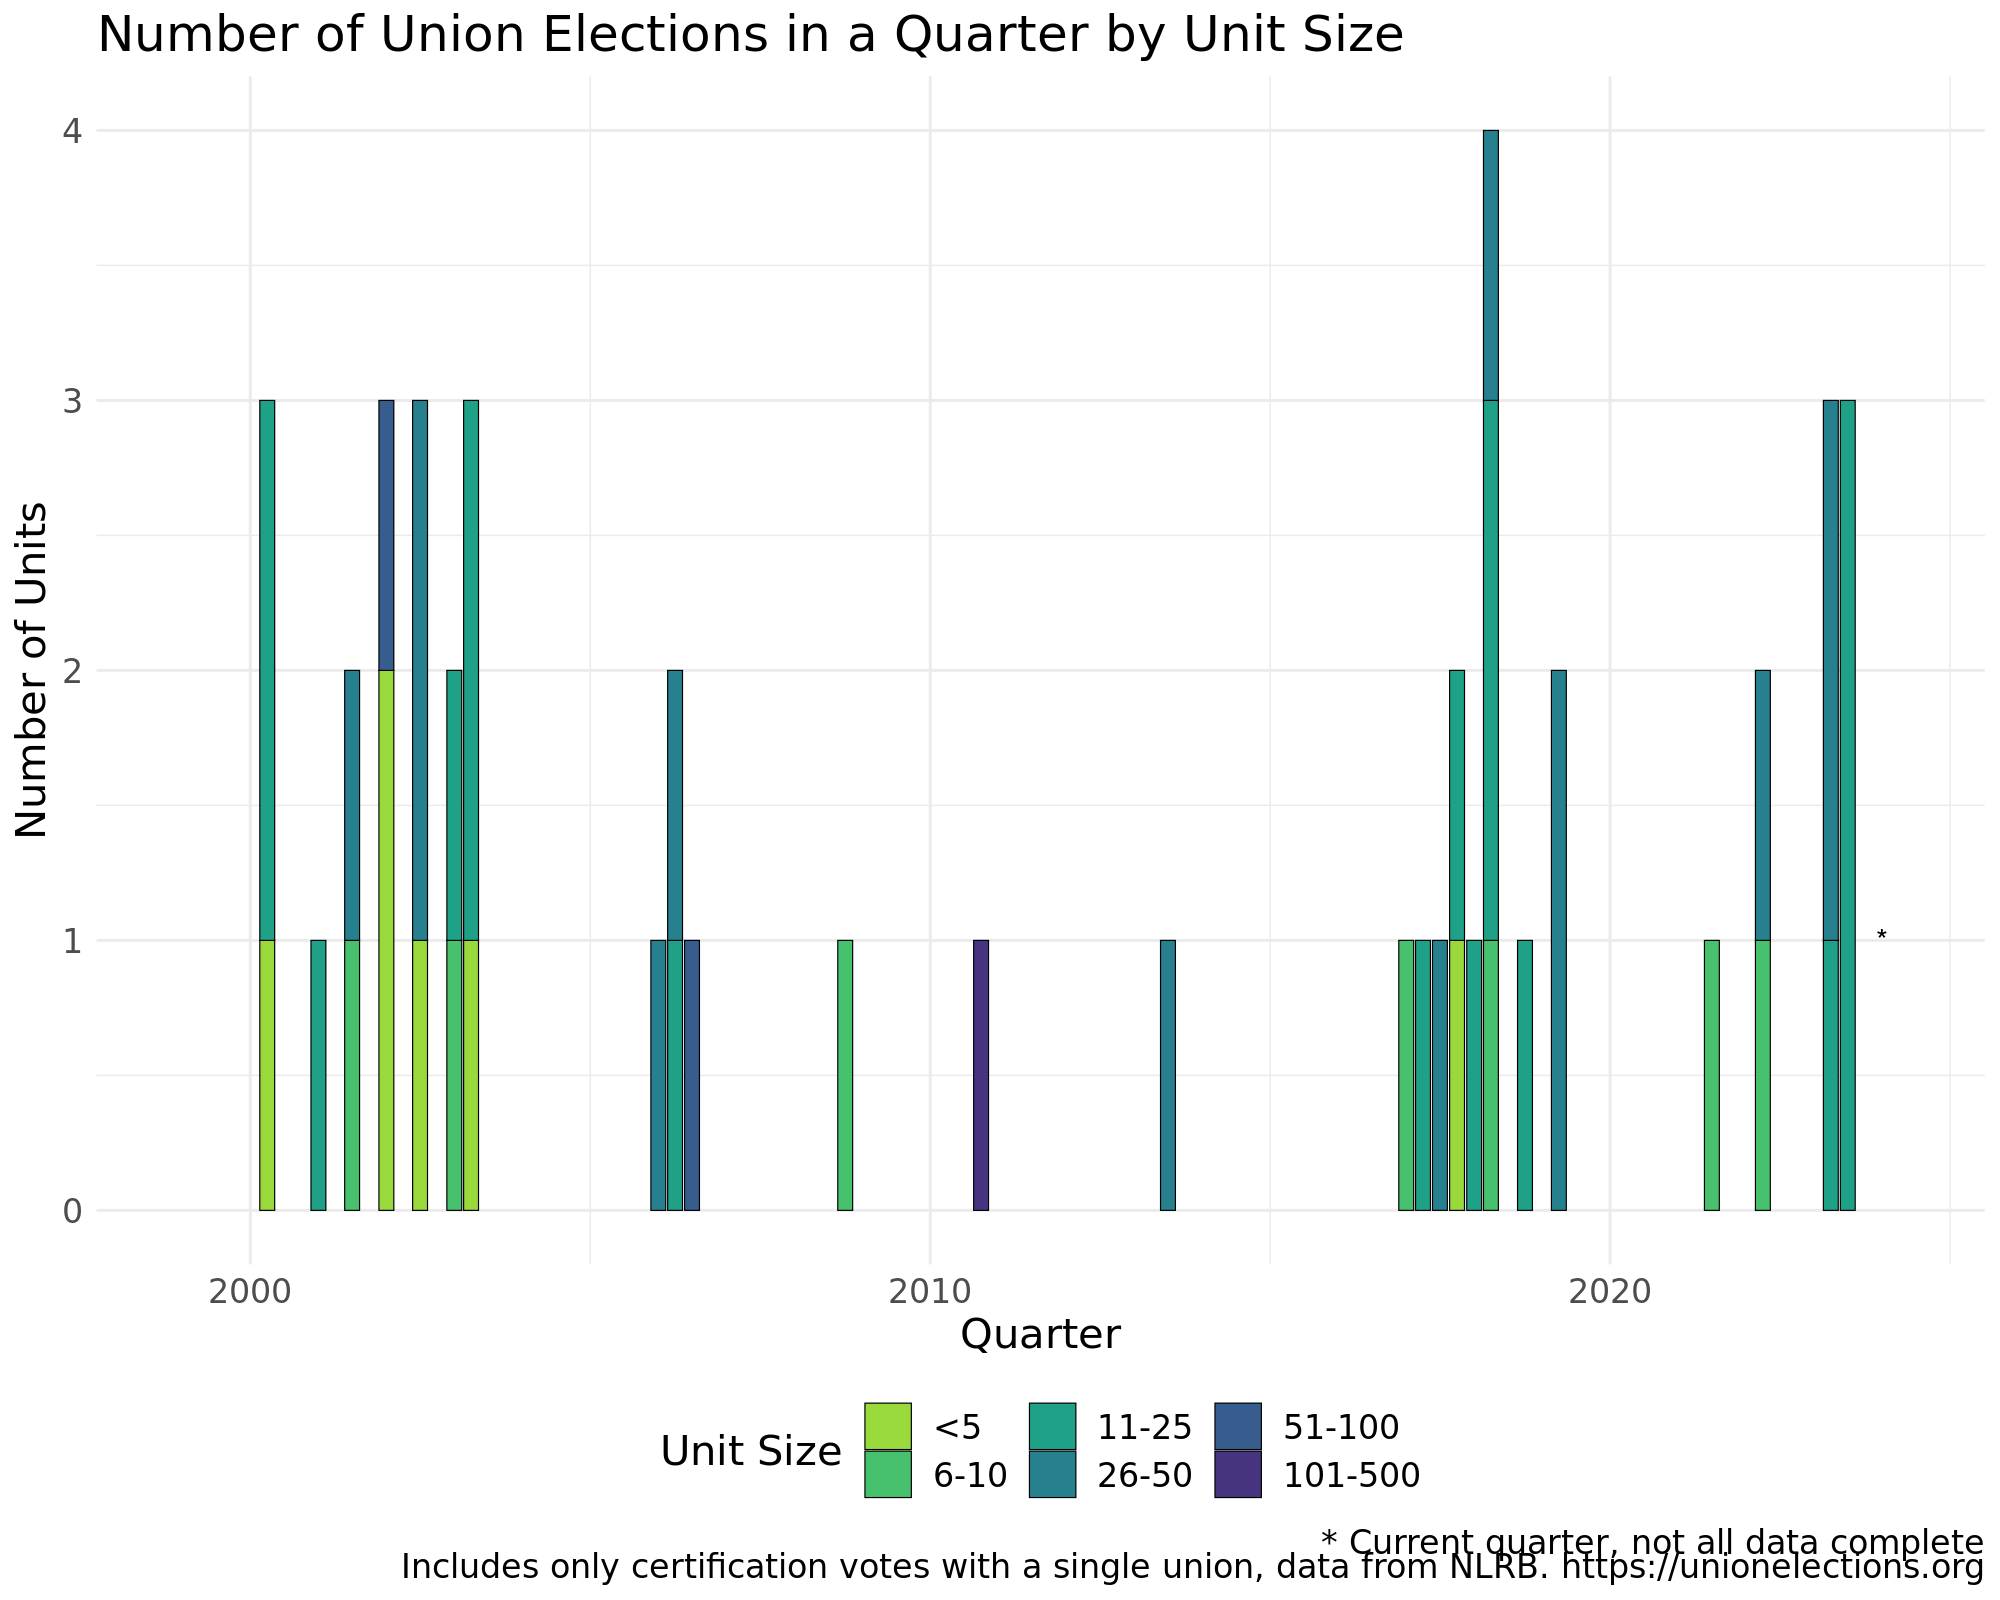 Number of Union Elections in a Quarter by Unit Size
Number of Units
4
3
2
1
0
*
2000 2010 2020
Quarter
Unit Size
<5 11-25 51-100
6-10 26-50 101-500
* Current quarter, not all data complete
Includes only certification votes with a single union, data from NLRB. https://unionelections.org